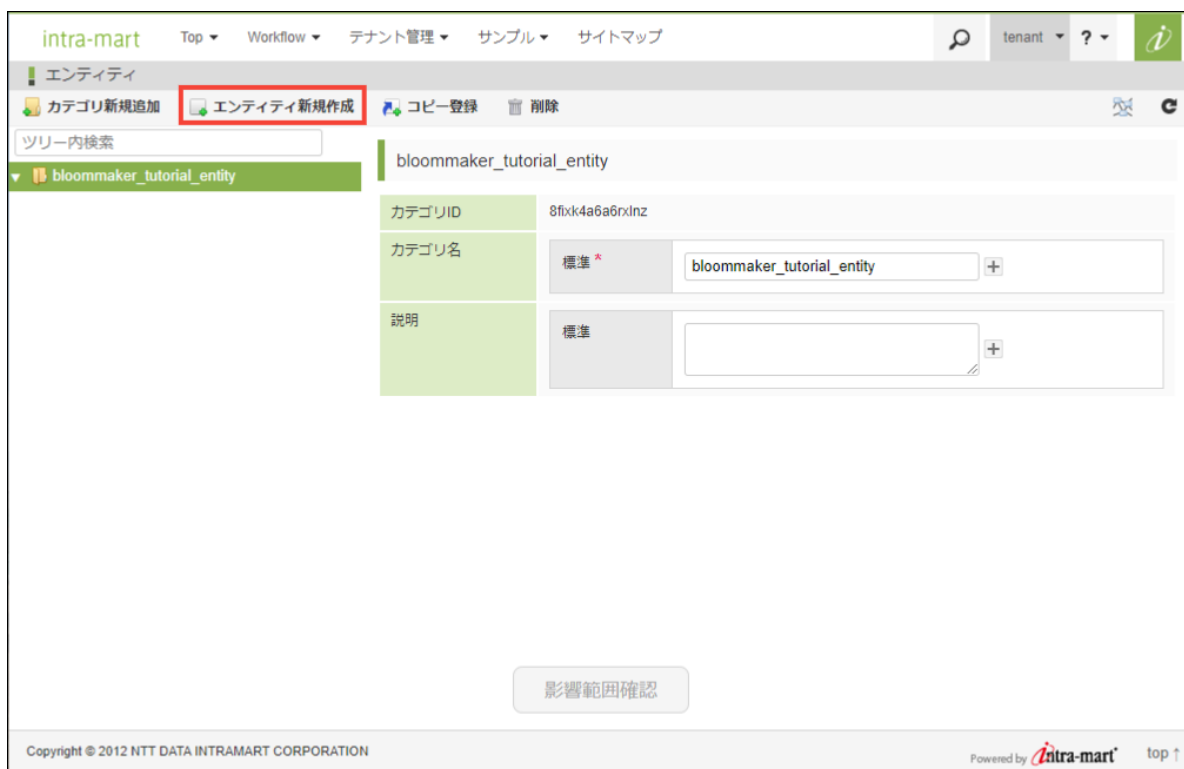 intra-mart Top Workflow テナント管理 サンプル サイトマップ tenant ?
エンティティ
カテゴリ新規追加 エンティティ新規作成 コピー登録 削除
ツリー内検索
bloommaker_tutorial_entity
bloommaker_tutorial_entity
カテゴリID 8fixk4a6a6rxlnz
カテゴリ名 標準 * bloommaker_tutorial_entity
説明 標準
影響範囲確認
Copyright © 2012 NTT DATA INTRAMART CORPORATION Powered by intra-mart top ↑